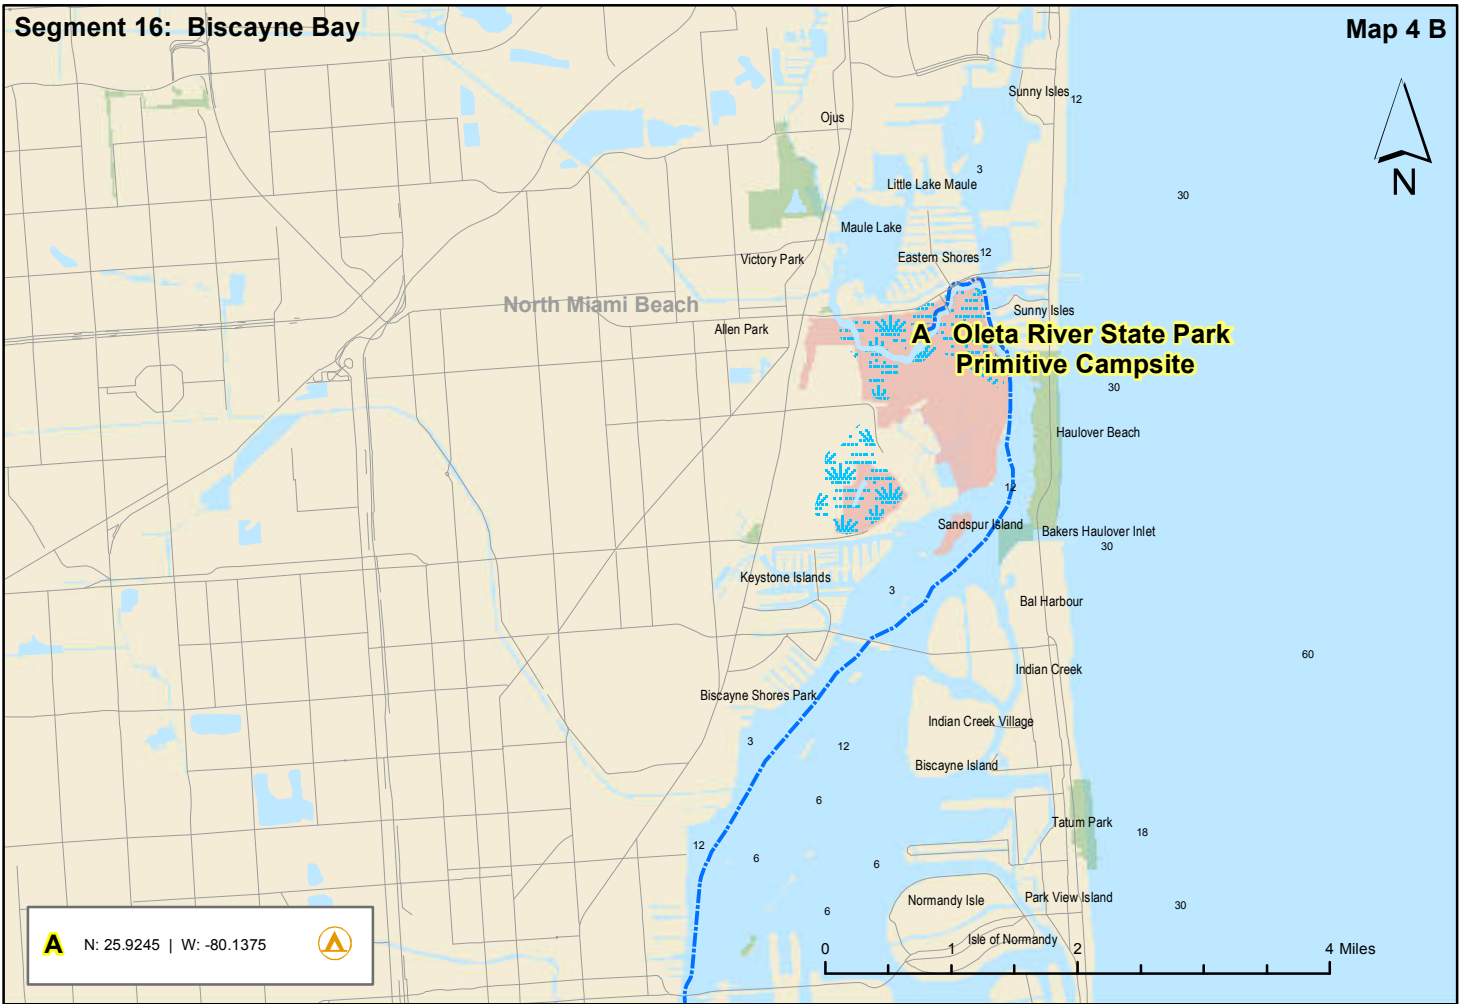 Segment 16: Biscayne Bay
Map 4 B
Sunny Isles
12
Ojus
N
3
Little Lake Maule
30
Maule Lake
Victory Park
Eastern Shores
12
North Miami Beach
Sunny Isles
Allen Park
A Oleta River State Park
Primitive Campsite
30
Haulover Beach
12
Sandspur Island
Bakers Haulover Inlet
30
Keystone Islands
3
Bal Harbour
60
Indian Creek
Biscayne Shores Park
Indian Creek Village
3
12
Biscayne Island
6
Tatum Park
18
12
6
6
Normandy Isle
Park View Island
30
6
Isle of Normandy
A N: 25.9245 | W: -80.1375
0 1 2 4 Miles